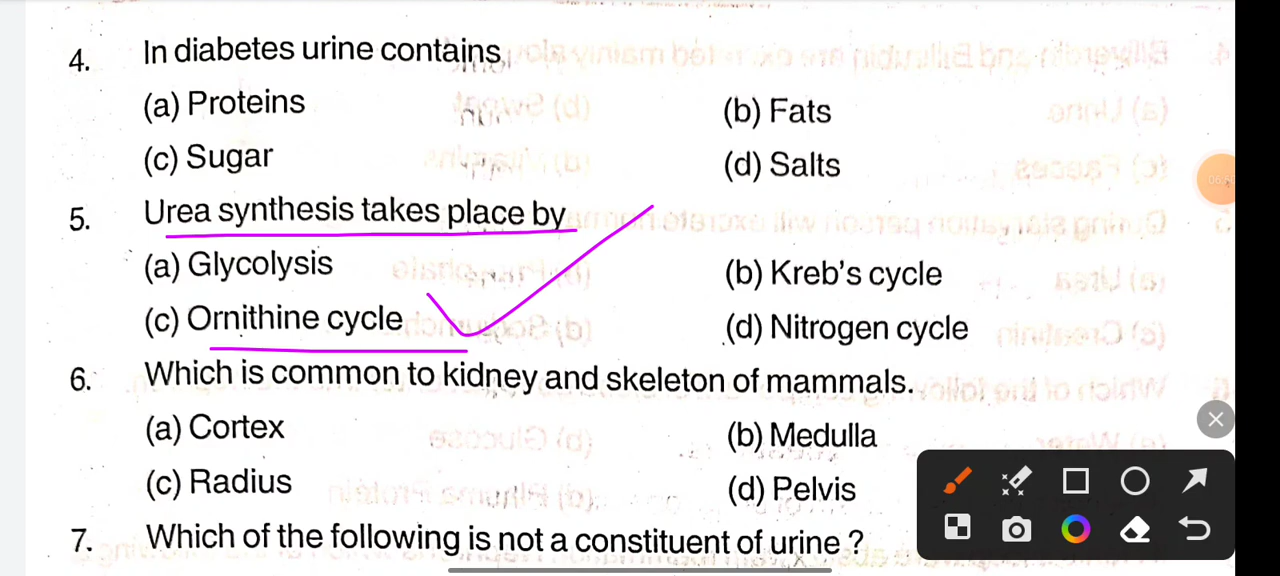 4. In diabetes urine contains
(a) Proteins (b) Fats
(c) Sugar (d) Salts
5. Urea synthesis takes place by
(a) Glycolysis (b) Kreb's cycle
(c) Ornithine cycle (d) Nitrogen cycle
6. Which is common to kidney and skeleton of mammals.
(a) Cortex (b) Medulla
(c) Radius (d) Pelvis
7. Which of the following is not a constituent of urine ?